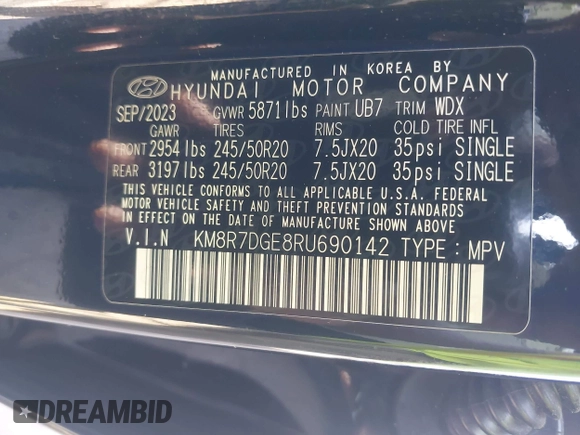 MANUFACTURED IN KOREA BY
HYUNDAI MOTOR COMPANY
SEP/2023 GVWR 5871lbs PAINT UB7 TRIM WDX
GAWR TIRES RIMS COLD TIRE INFL
FRONT 2954lbs 245/50R20 7.5JX20 35psi SINGLE
REAR 3197lbs 245/50R20 7.5JX20 35psi SINGLE
THIS VEHICLE CONFORMS TO ALL APPLICABLE U.S.A. FEDERAL
MOTOR VEHICLE SAFETY AND THEFT PREVENTION STANDARDS
IN EFFECT ON THE DATE OF MANUFACTURE SHOWN ABOVE.
V.I.N KM8R7DGE8RU690142 TYPE : MPV
DREAMBID